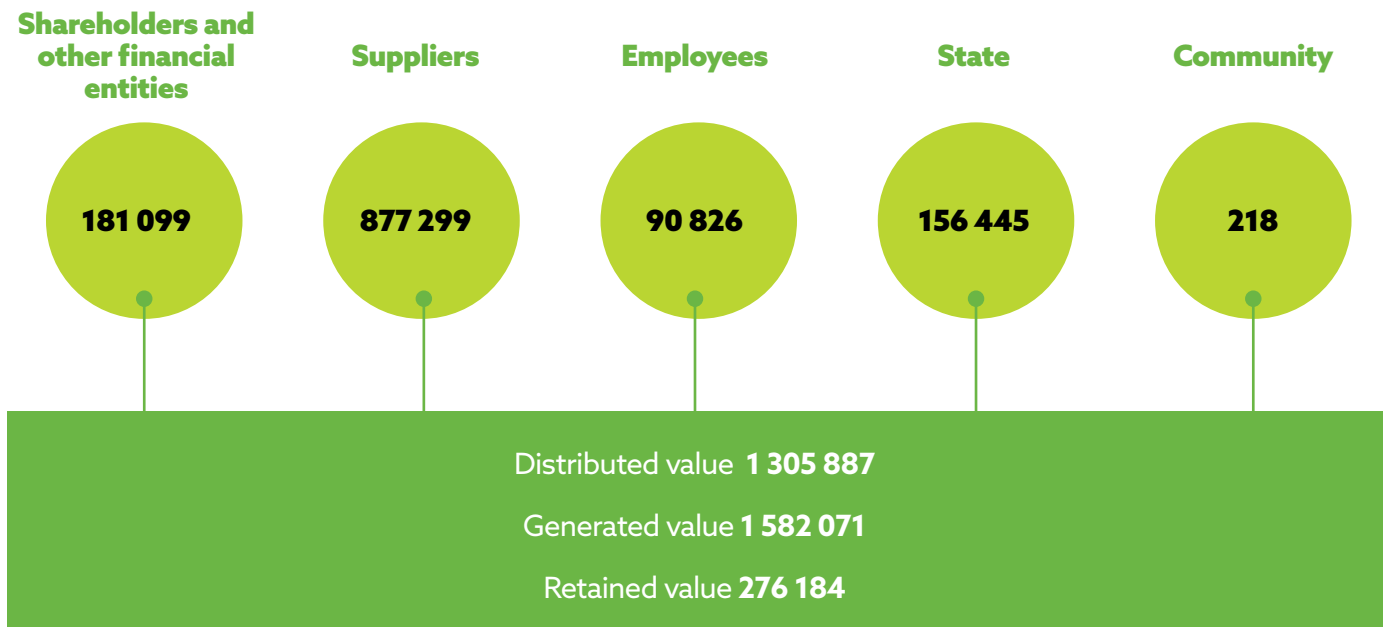 Shareholders and
other financial
entities
Suppliers
Employees
State
Community
181 099
877 299
90 826
156 445
218
Distributed value 1 305 887
Generated value 1 582 071
Retained value 276 184